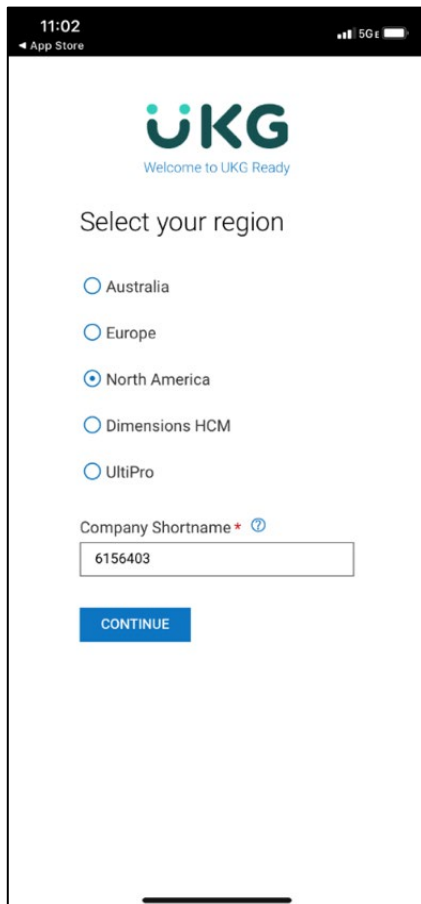 11:02
◀ App Store
5GE
UKG
Welcome to UKG Ready
Select your region
Australia
Europe
North America
Dimensions HCM
UltiPro
Company Shortname *
6156403
CONTINUE